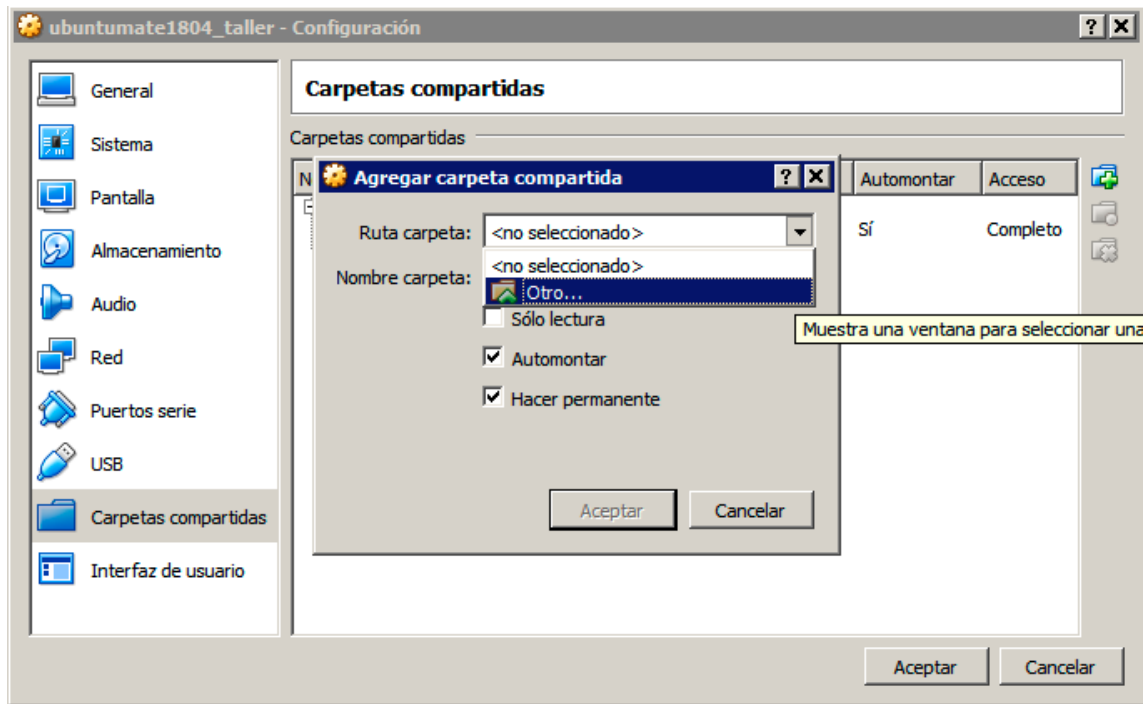 ubuntumate1804_taller - Configuración
General
Sistema
Pantalla
Almacenamiento
Audio
Red
Puertos serie
USB
Carpetas compartidas
Interfaz de usuario
Carpetas compartidas
Carpetas compartidas
N
Automontar
Acceso
Sí
Completo
Agregar carpeta compartida
Ruta carpeta:
<no seleccionado>
<no seleccionado>
Otro...
Nombre carpeta:
Muestra una ventana para seleccionar una
Sólo lectura
Automontar
Hacer permanente
Aceptar
Cancelar
Aceptar
Cancelar